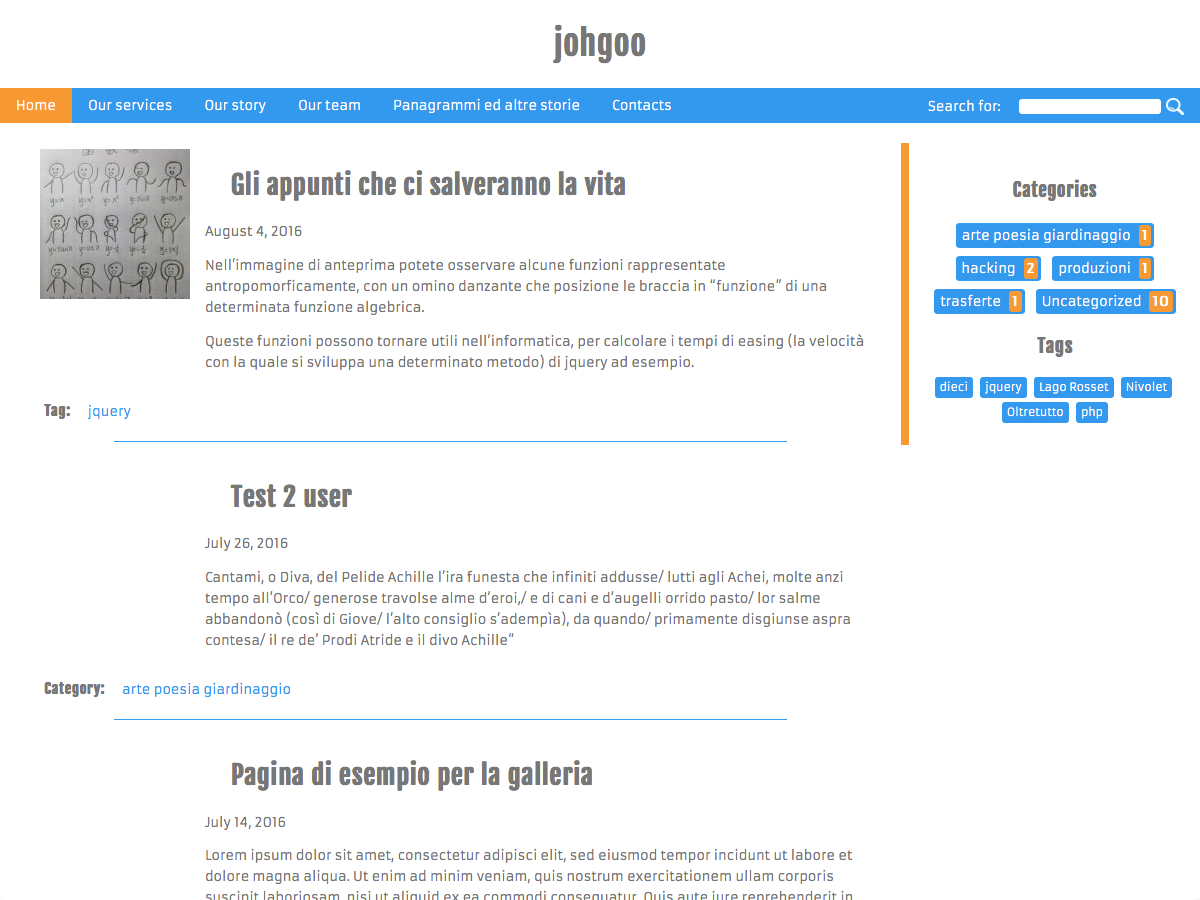 johgoo
Home Our services Our story Our team Panagrammi ed altre storie Contacts Search for:
Gli appunti che ci salveranno la vita
August 4, 2016
Nell’immagine di anteprima potete osservare alcune funzioni rappresentate
antropomorficamente, con un omino danzante che posizione le braccia in “funzione” di una
determinata funzione algebrica.
Queste funzioni possono tornare utili nell’informatica, per calcolare i tempi di easing (la velocità
con la quale si sviluppa una determinato metodo) di jquery ad esempio.
Tag: jquery
Test 2 user
July 26, 2016
Cantami, o Diva, del Pelide Achille l’ira funesta che infiniti addusse/ lutti agli Achei, molte anzi
tempo all’Orco/ generose travolse alme d’eroi,/ e di cani e d’augelli orrido pasto/ lor salme
abbandonò (così di Giove/ l’alto consiglio s’adempìa), da quando/ primamente disgiunse aspra
contesa/ il re de’ Prodi Atride e il divo Achille”
Category: arte poesia giardinaggio
Pagina di esempio per la galleria
July 14, 2016
Lorem ipsum dolor sit amet, consectetur adipisci elit, sed eiusmod tempor incidunt ut labore et
dolore magna aliqua. Ut enim ad minim veniam, quis nostrum exercitationem ullam corporis
suscipit laboriosam, nisi ut aliquid ex ea commodi consequatur. Quis aute iure reprehenderit in
Categories
arte poesia giardinaggio 1
hacking 2 produzioni 1
trasferte 1 Uncategorized 10
Tags
dieci jquery Lago Rosset Nivolet
Oltretutto php